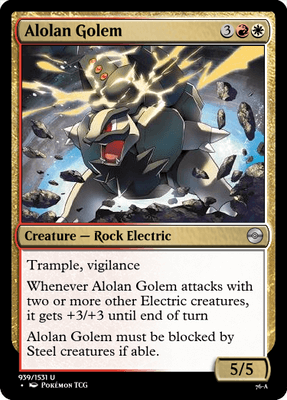 Alolan Golem 3
Creature — Rock Electric
Trample, vigilance
Whenever Alolan Golem attacks with
two or more other Electric creatures,
it gets +3/+3 until end of turn
Alolan Golem must be blocked by
Steel creatures if able.
5/5
939/1531 U
• Pokémon TCG
76-A